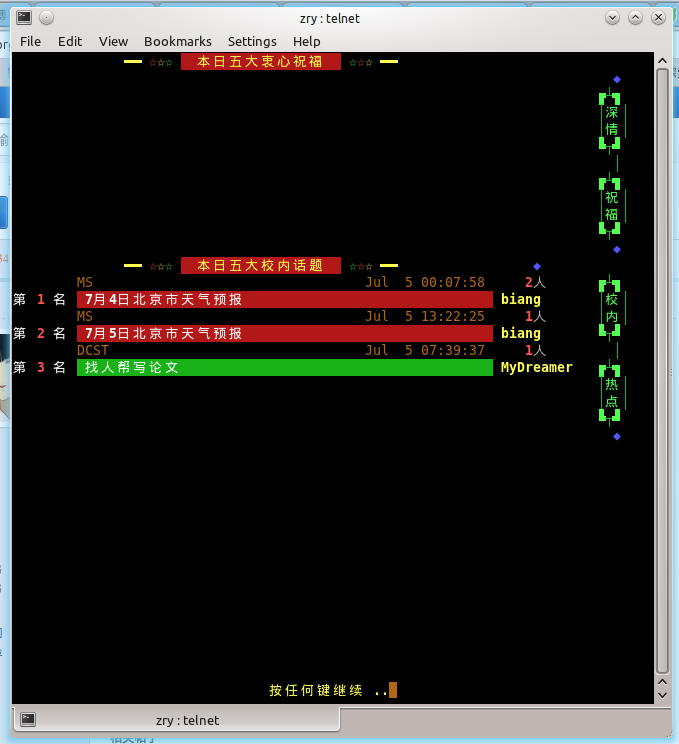 zry : telnet
File Edit View Bookmarks Settings Help
━━ ☆☆☆ 本日五大衷心祝福 ☆☆☆ ━━
◆
深
情
祝
福
◆
━━ ☆☆☆ 本日五大校内话题 ☆☆☆ ━━ ◆
MS Jul 5 00:07:58 2人
第 1 名 7月4日北京市天气预报 biang
MS Jul 5 13:22:25 1人
第 2 名 7月5日北京市天气预报 biang
DCST Jul 5 07:39:37 1人
第 3 名 找人帮写论文 MyDreamer
校
内
热
点
◆
按任何键继续 ..
zry : telnet